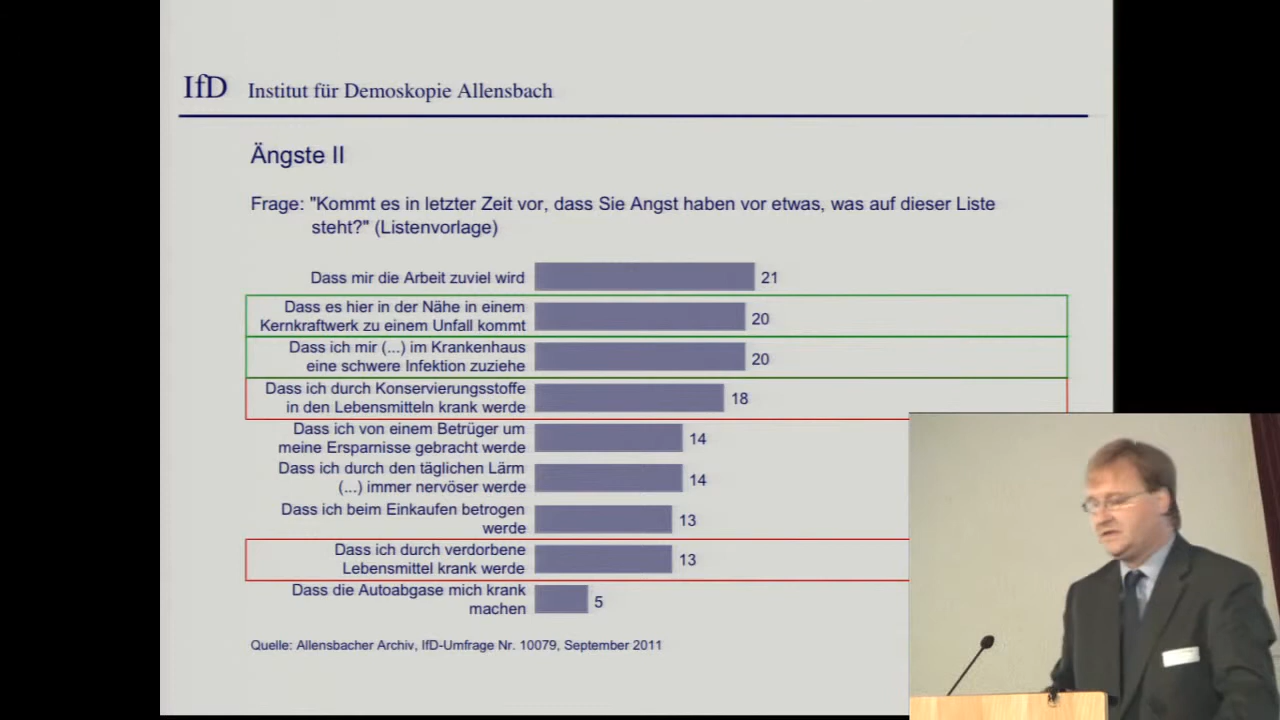 IfD Institut für Demoskopie Allensbach
Ängste II
Frage: "Kommt es in letzter Zeit vor, dass Sie Angst haben vor etwas, was auf dieser Liste
steht?" (Listenvorlage)
Dass mir die Arbeit zuviel wird 21
Dass es hier in der Nähe in einem
Kernkraftwerk zu einem Unfall kommt 20
Dass ich mir (...) im Krankenhaus
eine schwere Infektion zuziehe 20
Dass ich durch Konservierungsstoffe
in den Lebensmitteln krank werde 18
Dass ich von einem Betrüger um
meine Ersparnisse gebracht werde 14
Dass ich durch den täglichen Lärm
(...) immer nervöser werde 14
Dass ich beim Einkaufen betrogen
werde 13
Dass ich durch verdorbene
Lebensmittel krank werde 13
Dass die Autoabgase mich krank
machen 5
Quelle: Allensbacher Archiv, IfD-Umfrage Nr. 10079, September 2011